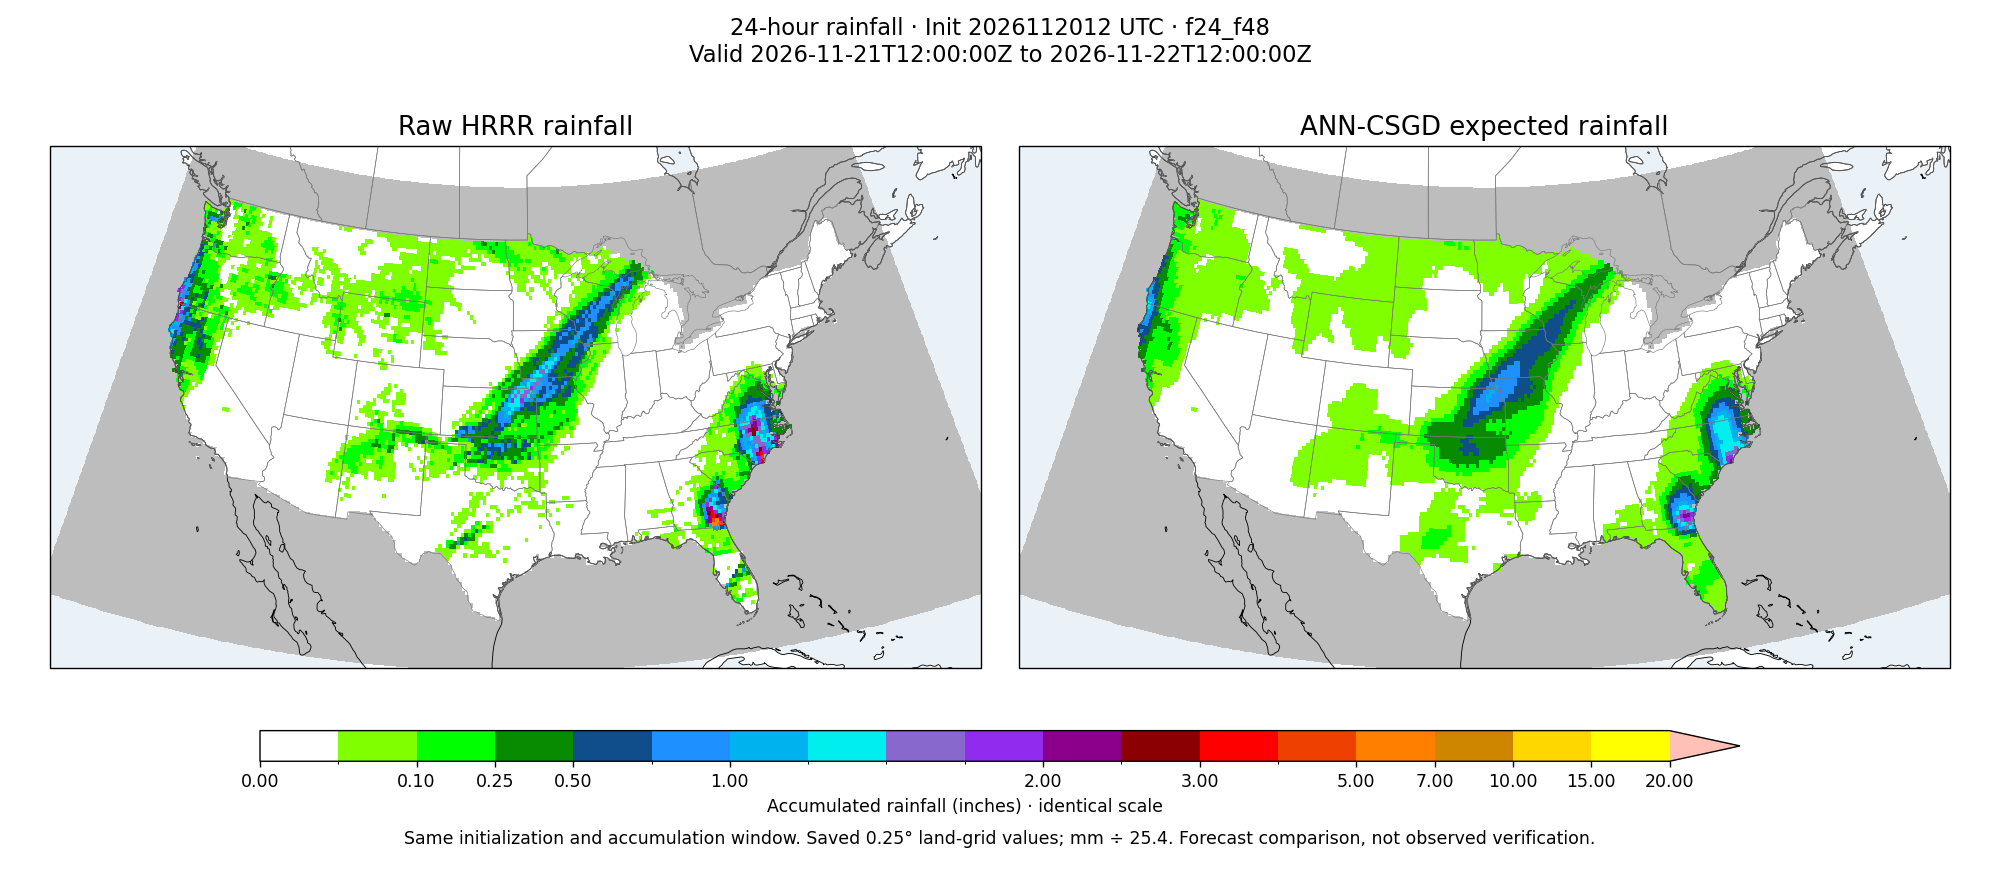 24-hour rainfall · Init 2026112012 UTC · f24_f48
Valid 2026-11-21T12:00:00Z to 2026-11-22T12:00:00Z
Raw HRRR rainfall
ANN-CSGD expected rainfall
0.00 0.10 0.25 0.50 1.00 2.00 3.00 5.00 7.00 10.00 15.00 20.00
Accumulated rainfall (inches) · identical scale
Same initialization and accumulation window. Saved 0.25° land-grid values; mm ÷ 25.4. Forecast comparison, not observed verification.